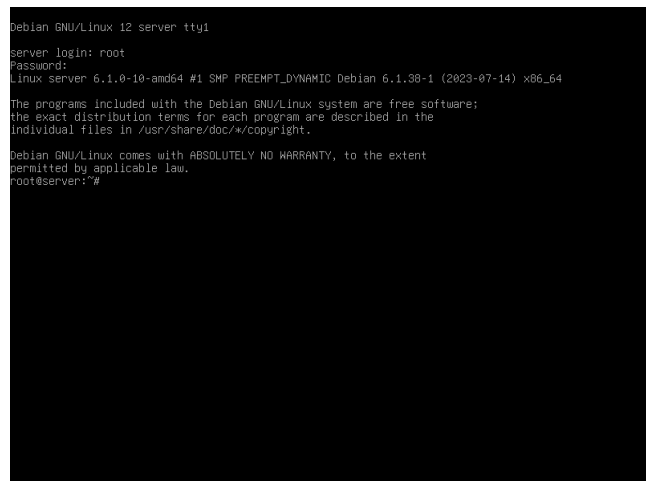 Debian GNU/Linux 12 server tty1
server login: root
Password:
Linux server 6.1.0-10-amd64 #1 SMP PREEMPT_DYNAMIC Debian 6.1.38-1 (2023-07-14) x86_64
The programs included with the Debian GNU/Linux system are free software;
the exact distribution terms for each program are described in the
individual files in /usr/share/doc/*/copyright.
Debian GNU/Linux comes with ABSOLUTELY NO WARRANTY, to the extent
permitted by applicable law.
root@server:~#